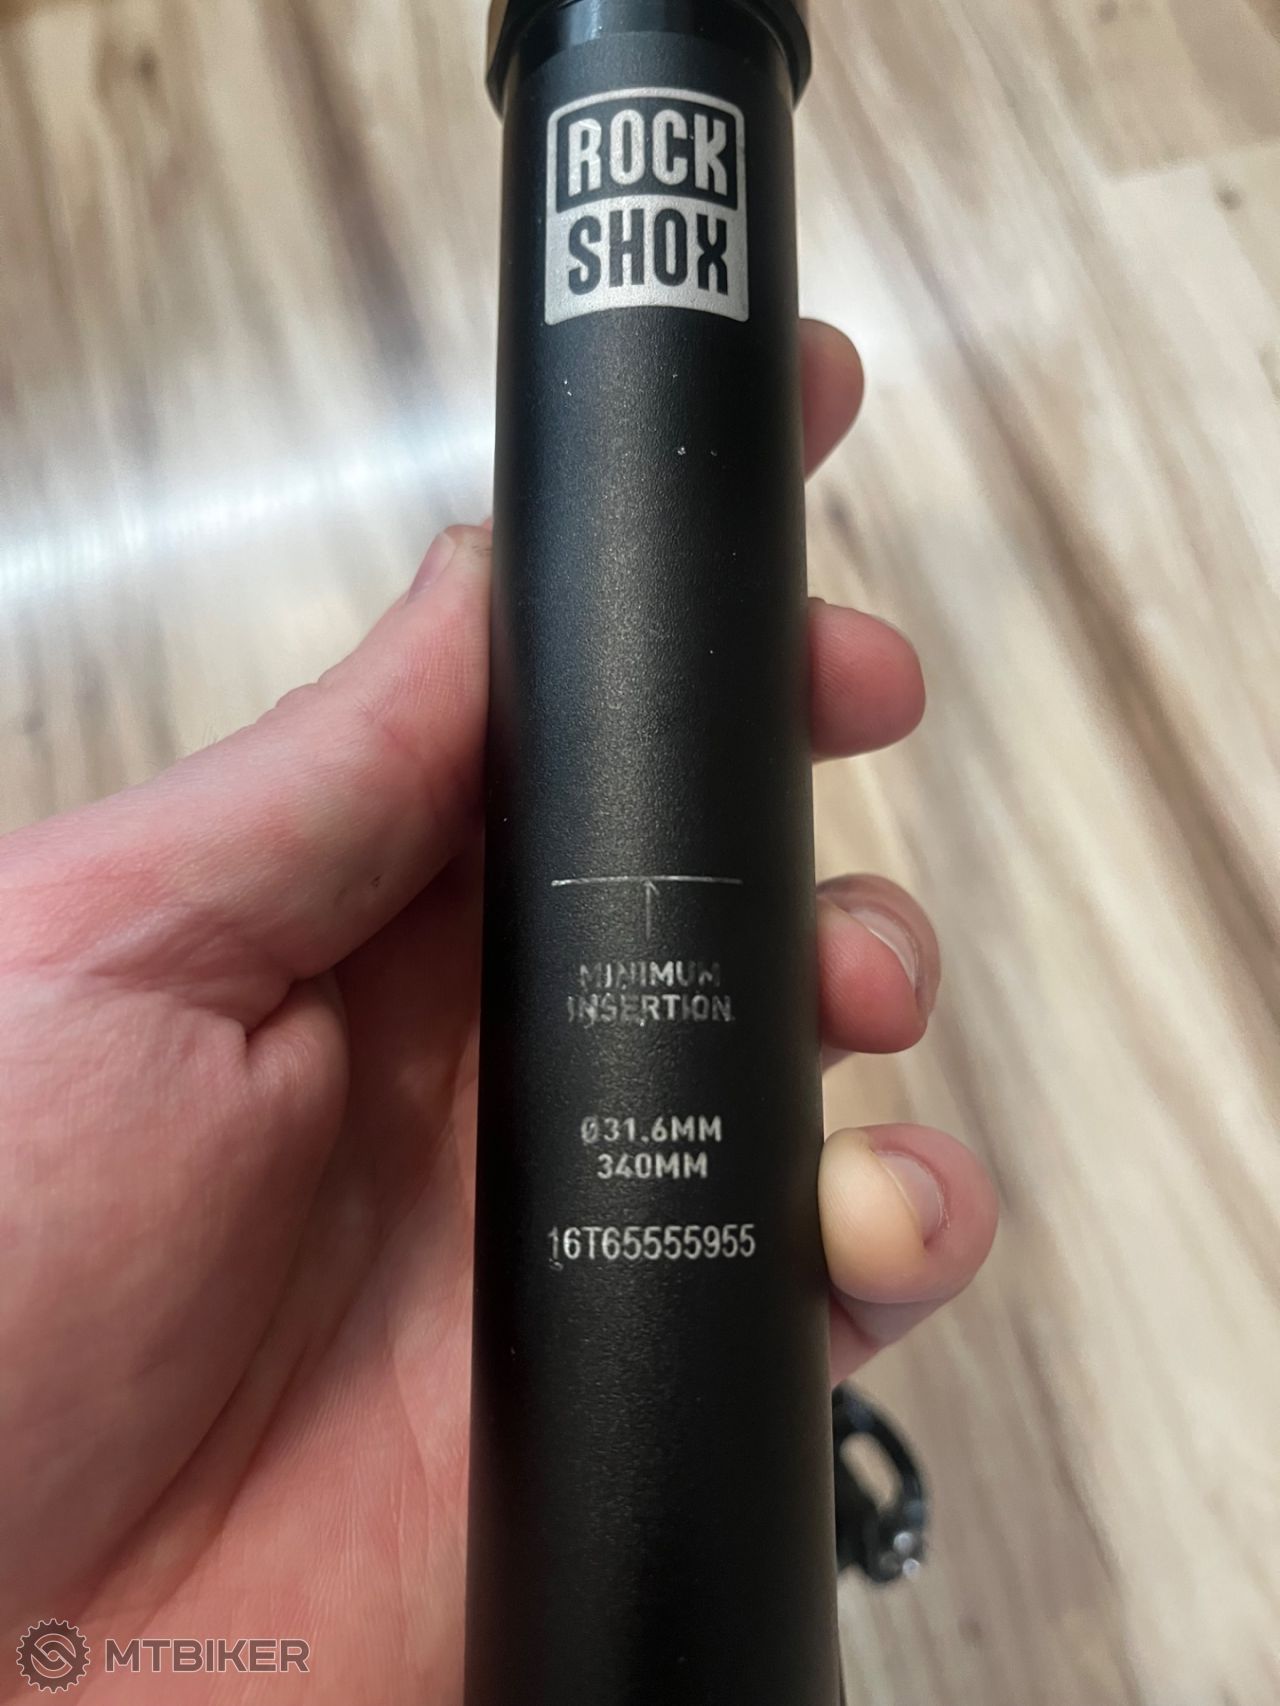 ROCK
SHOX
MINIMUM
INSERTION
Ø31.6MM
340MM
16T65555955
MTBIKER